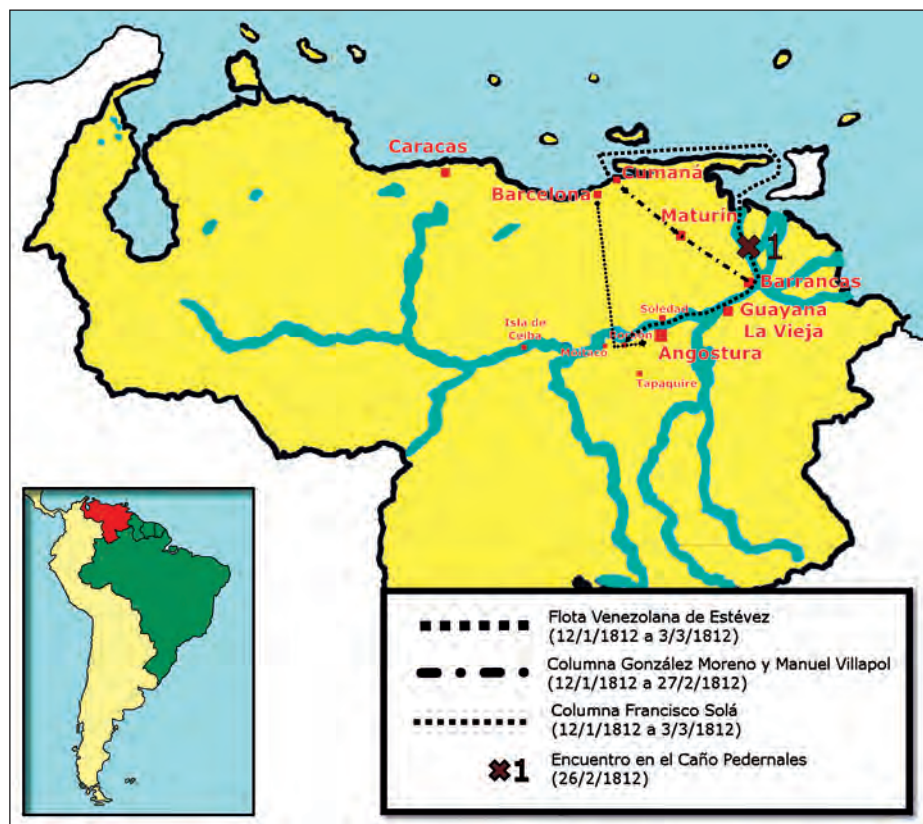 Caracas
Cumaná
Barcelona
Maturín
1
Barrancas
Soledad
Guayana
La Vieja
Isla de
Ceiba
Angostura
Tapaquire
Flota Venezolana de Estévez
(12/1/1812 a 3/3/1812)
Columna González Moreno y Manuel Villapol
(12/1/1812 a 27/2/1812)
Columna Francisco Solá
(12/1/1812 a 3/3/1812)
1
Encuentro en el Caño Pedernales
(26/2/1812)